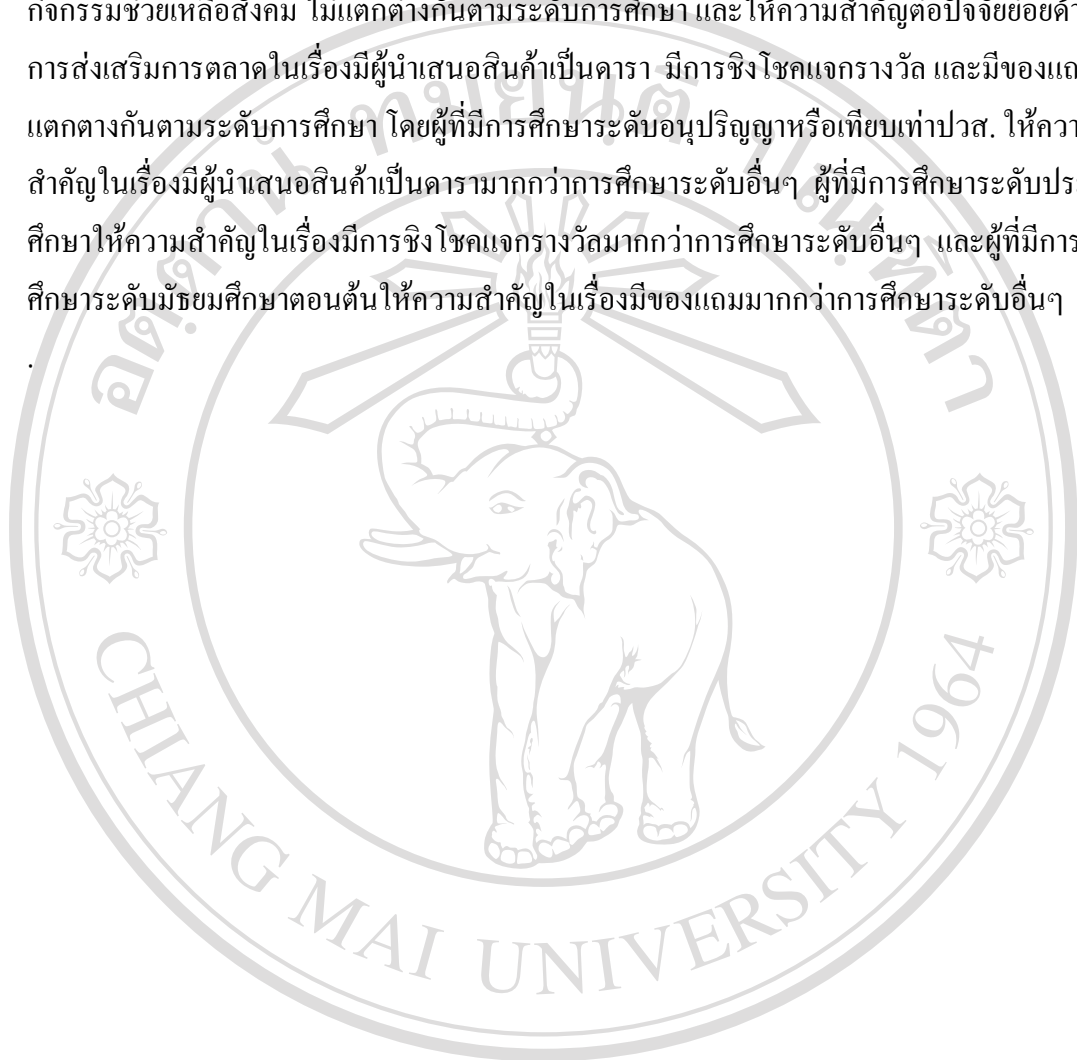 กิจกรรมช่วยเหลือสังคม ไม่แตกต่างกันตามระดับการศึกษา และให้ความสำคัญต่อปัจจัยย่อยด้า
การส่งเสริมการตลาดในเรื่องมีผู้นำเสนอสินค้าเป็นดารา มีการชิงโชคแจกรางวัล และมีของแถ
แตกตางกันตามระดับการศึกษา โดยผู้ที่มีการศึกษาระดับอนุปริญญาหรือเทียบเท่าปวส. ให้ควา
สำคัญในเรื่องมีผู้นำเสนอสินค้าเป็นดารามากกว่าการศึกษาระดับอื่นๆ ผู้ที่มีการศึกษาระดับประ
ศึกษาให้ความสำคัญในเรื่องมีการชิงโชคแจกรางวัลมากกว่าการศึกษาระดับอื่นๆ และผู้ที่มีการ
ศึกษาระดับมัธยมศึกษาตอนต้นให้ความสำคัญในเรื่องมีของแถมมากกว่าการศึกษาระดับอื่นๆ
.
อตฺตานํ ทมยนฺติ ปณฺฑิตา
CHIANG MAI UNIVERSITY 1964